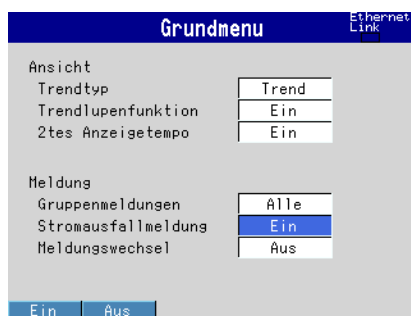 Grundmenu
Ethernet
Link
Ansicht
Trendtyp Trend
Trendlupenfunktion Ein
2tes Anzeigetempo Ein
Meldung
Gruppenmeldungen Alle
Stromausfallmeldung Ein
Meldungswechsel Aus
Ein Aus